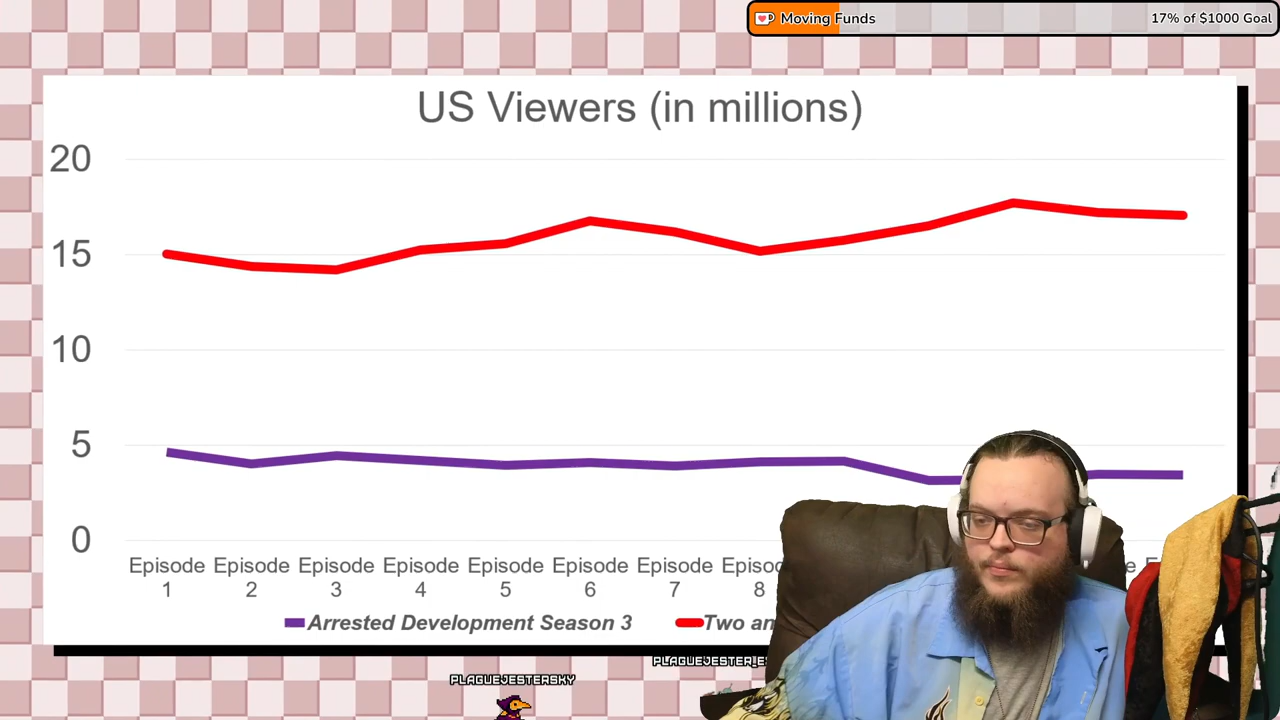 Moving Funds
17% of $1000 Goal
US Viewers (in millions)
20
15
10
5
0
Episode Episode Episode Episode Episode Episode Episode
1 2 3 4 5 6 7 8
Arrested Development Season 3
Two an
PLAGUEJESTER_E
PLAGUEJESTERSKY